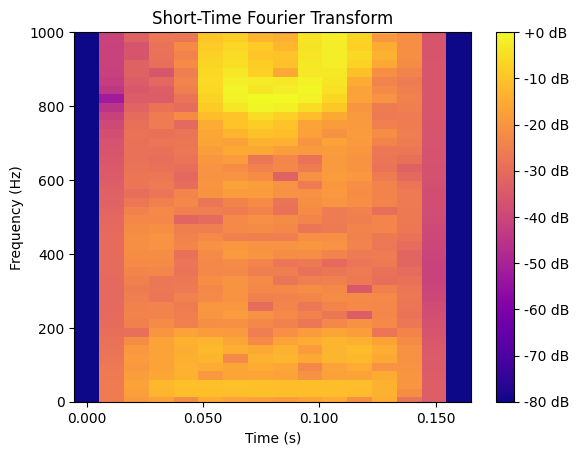 Short-Time Fourier Transform
1000
800
600
400
200
0
Frequency (Hz)
0.000
0.050
0.100
0.150
Time (s)
+0 dB
-10 dB
-20 dB
-30 dB
-40 dB
-50 dB
-60 dB
-70 dB
-80 dB